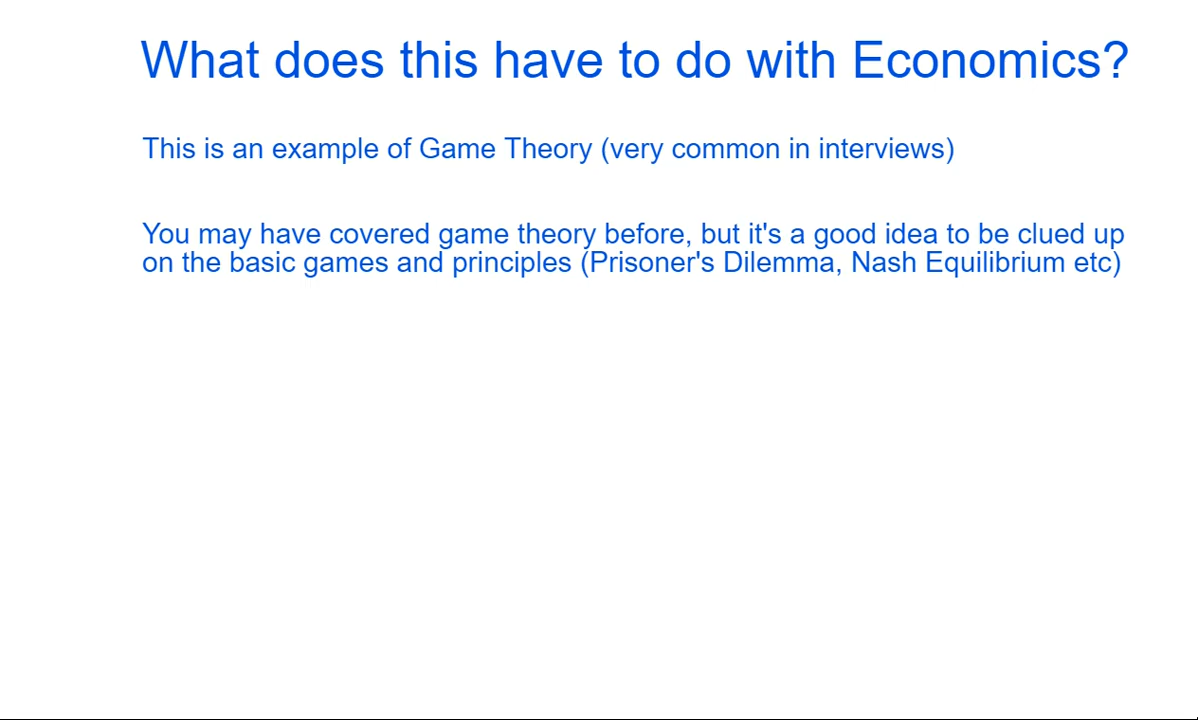 What does this have to do with Economics?
This is an example of Game Theory (very common in interviews)
You may have covered game theory before, but it's a good idea to be clued up
on the basic games and principles (Prisoner's Dilemma, Nash Equilibrium etc)